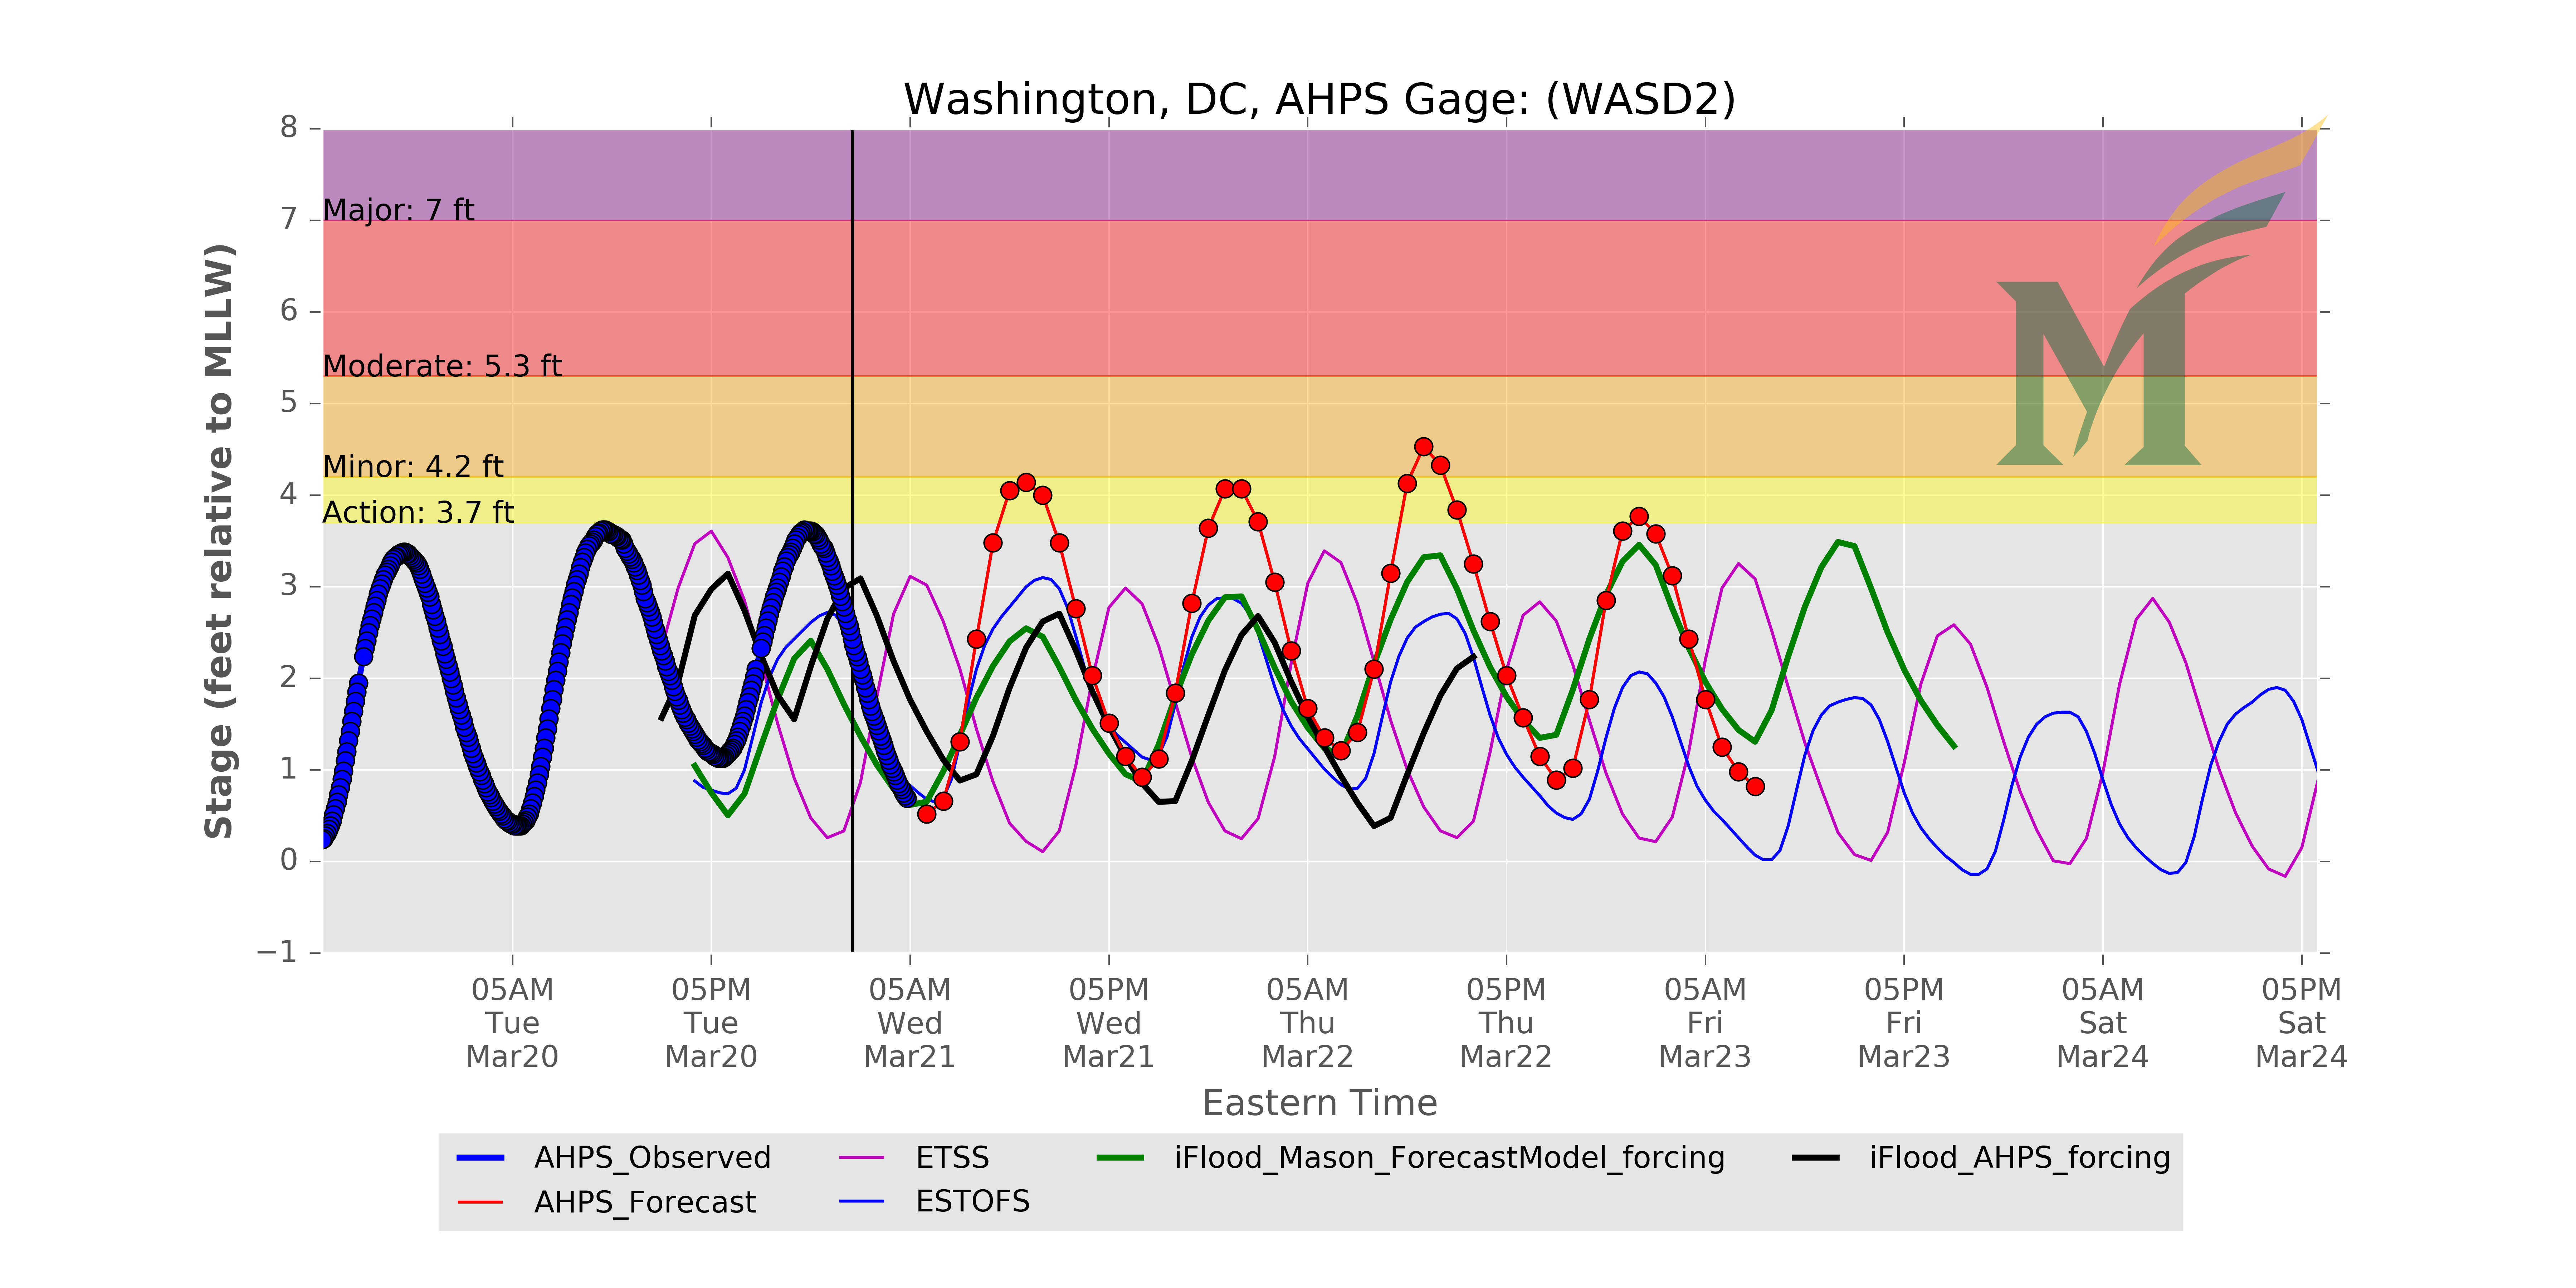 Washington, DC, AHPS Gage: (WASD2)
Stage (feet relative to MLLW)
8
7
6
5
4
3
2
1
0
−1
Major: 7 ft
Moderate: 5.3 ft
Minor: 4.2 ft
Action: 3.7 ft
M
05AM 05PM 05AM 05PM 05AM 05PM 05AM 05PM 05AM 05PM
Tue Tue Wed Wed Thu Thu Fri Fri Sat Sat
Mar20 Mar20 Mar21 Mar21 Mar22 Mar22 Mar23 Mar23 Mar24 Mar24
Eastern Time
AHPS_Observed ETSS iFlood_Mason_ForecastModel_forcing iFlood_AHPS_forcing
AHPS_Forecast ESTOFS